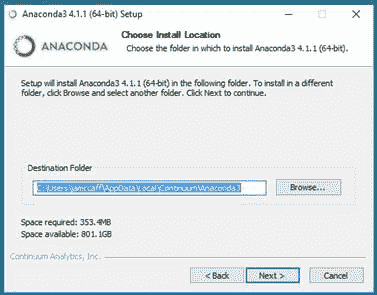 Anaconda3 4.1.1 (64-bit) Setup
ANACONDA
Choose Install Location
Choose the folder in which to install Anaconda3 4.1.1 (64-bit).
Setup will install Anaconda3 4.1.1 (64-bit) in the following folder. To install in a different
folder, click Browse and select another folder. Click Next to continue.
Destination Folder
C:\Users\jamccaff\AppData\Local\Continuum\Anaconda3
Browse...
Space required: 353.4MB
Space available: 801.1GB
Continuum Analytics, Inc.
< Back
Next >
Cancel